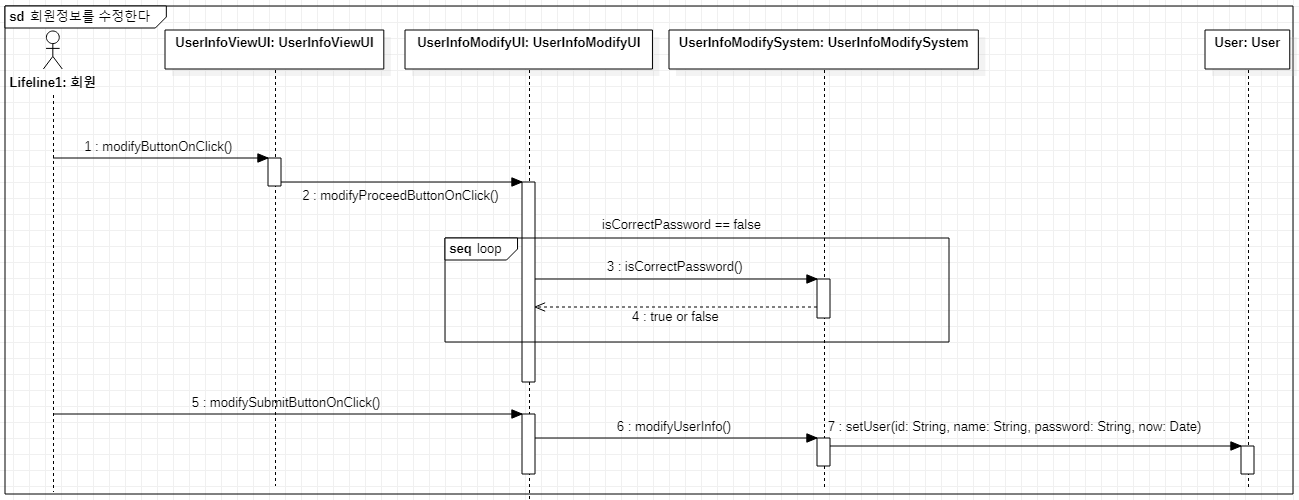 sd 회원정보를 수정한다
UserInfoViewUI: UserInfoViewUI
UserInfoModifyUI: UserInfoModifyUI
UserInfoModifySystem: UserInfoModifySystem
User: User
Lifeline1: 회원
1 : modifyButtonOnClick()
2 : modifyProceedButtonOnClick()
isCorrectPassword == false
seq loop
3 : isCorrectPassword()
4 : true or false
5 : modifySubmitButtonOnClick()
6 : modifyUserInfo()
7 : setUser(id: String, name: String, password: String, now: Date)